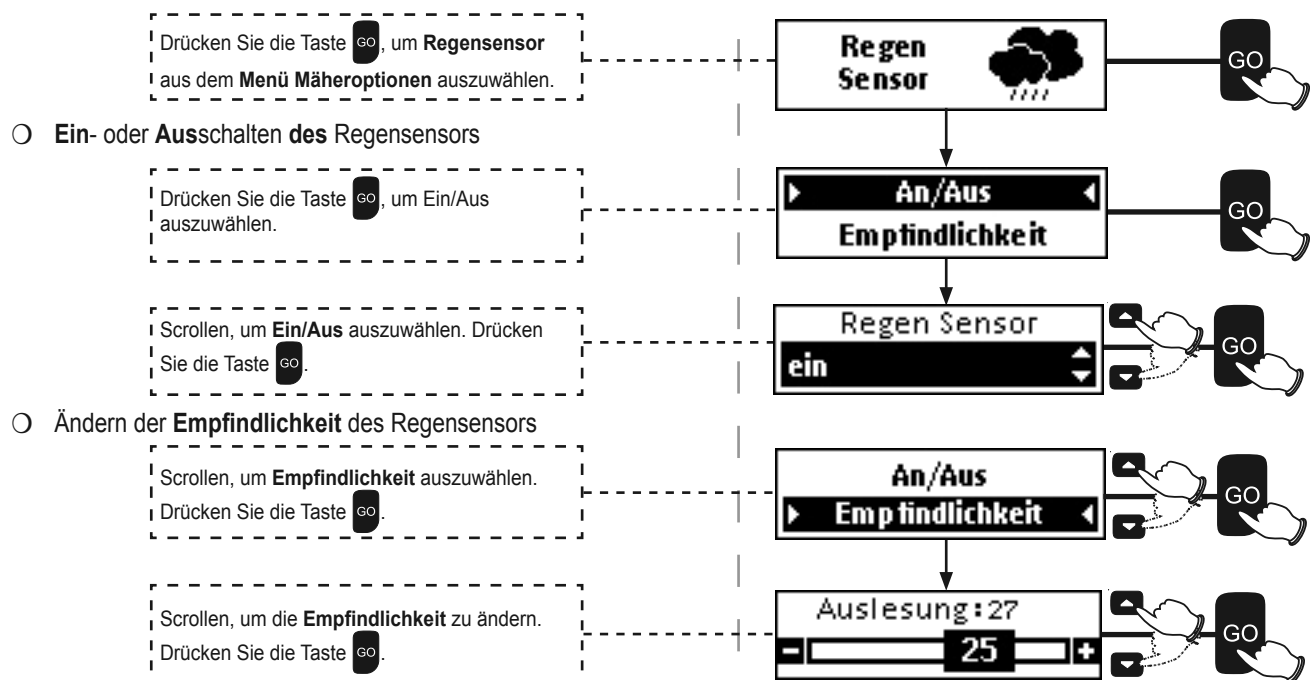 Drücken Sie die Taste GO, um Regensensor
aus dem Menü Mäheroptionen auszuwählen.
Regen
Sensor
GO
❍ Ein- oder Ausschalten des Regensensors
Drücken Sie die Taste GO, um Ein/Aus
auszuwählen.
An/Aus
Empfindlichkeit
GO
Scrollen, um Ein/Aus auszuwählen. Drücken
Sie die Taste GO.
Regen Sensor
ein
GO
❍ Ändern der Empfindlichkeit des Regensensors
Scrollen, um Empfindlichkeit auszuwählen.
Drücken Sie die Taste GO.
An/Aus
Empfindlichkeit
GO
Scrollen, um die Empfindlichkeit zu ändern.
Drücken Sie die Taste GO.
Auslesung:27
- 25 +
GO